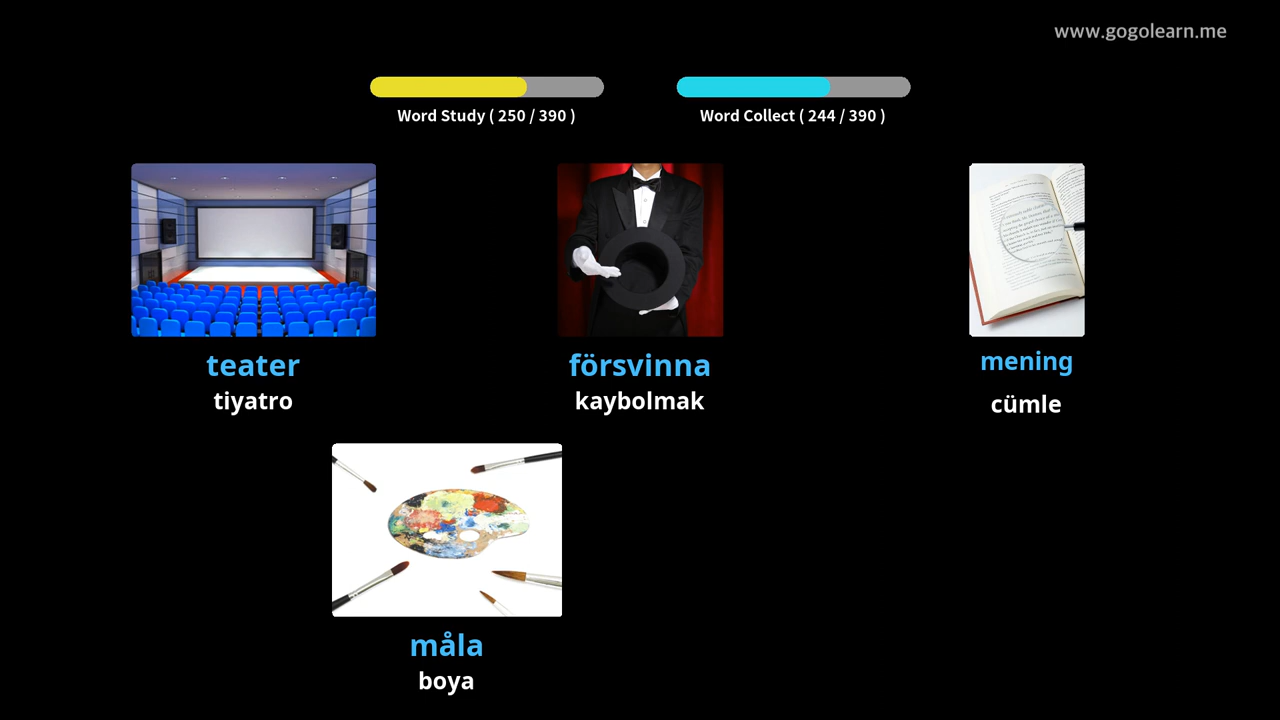 www.gogolearn.me
Word Study ( 250 / 390 )
Word Collect ( 244 / 390 )
teater
tiyatro
försvinna
kaybolmak
mening
cümle
måla
boya